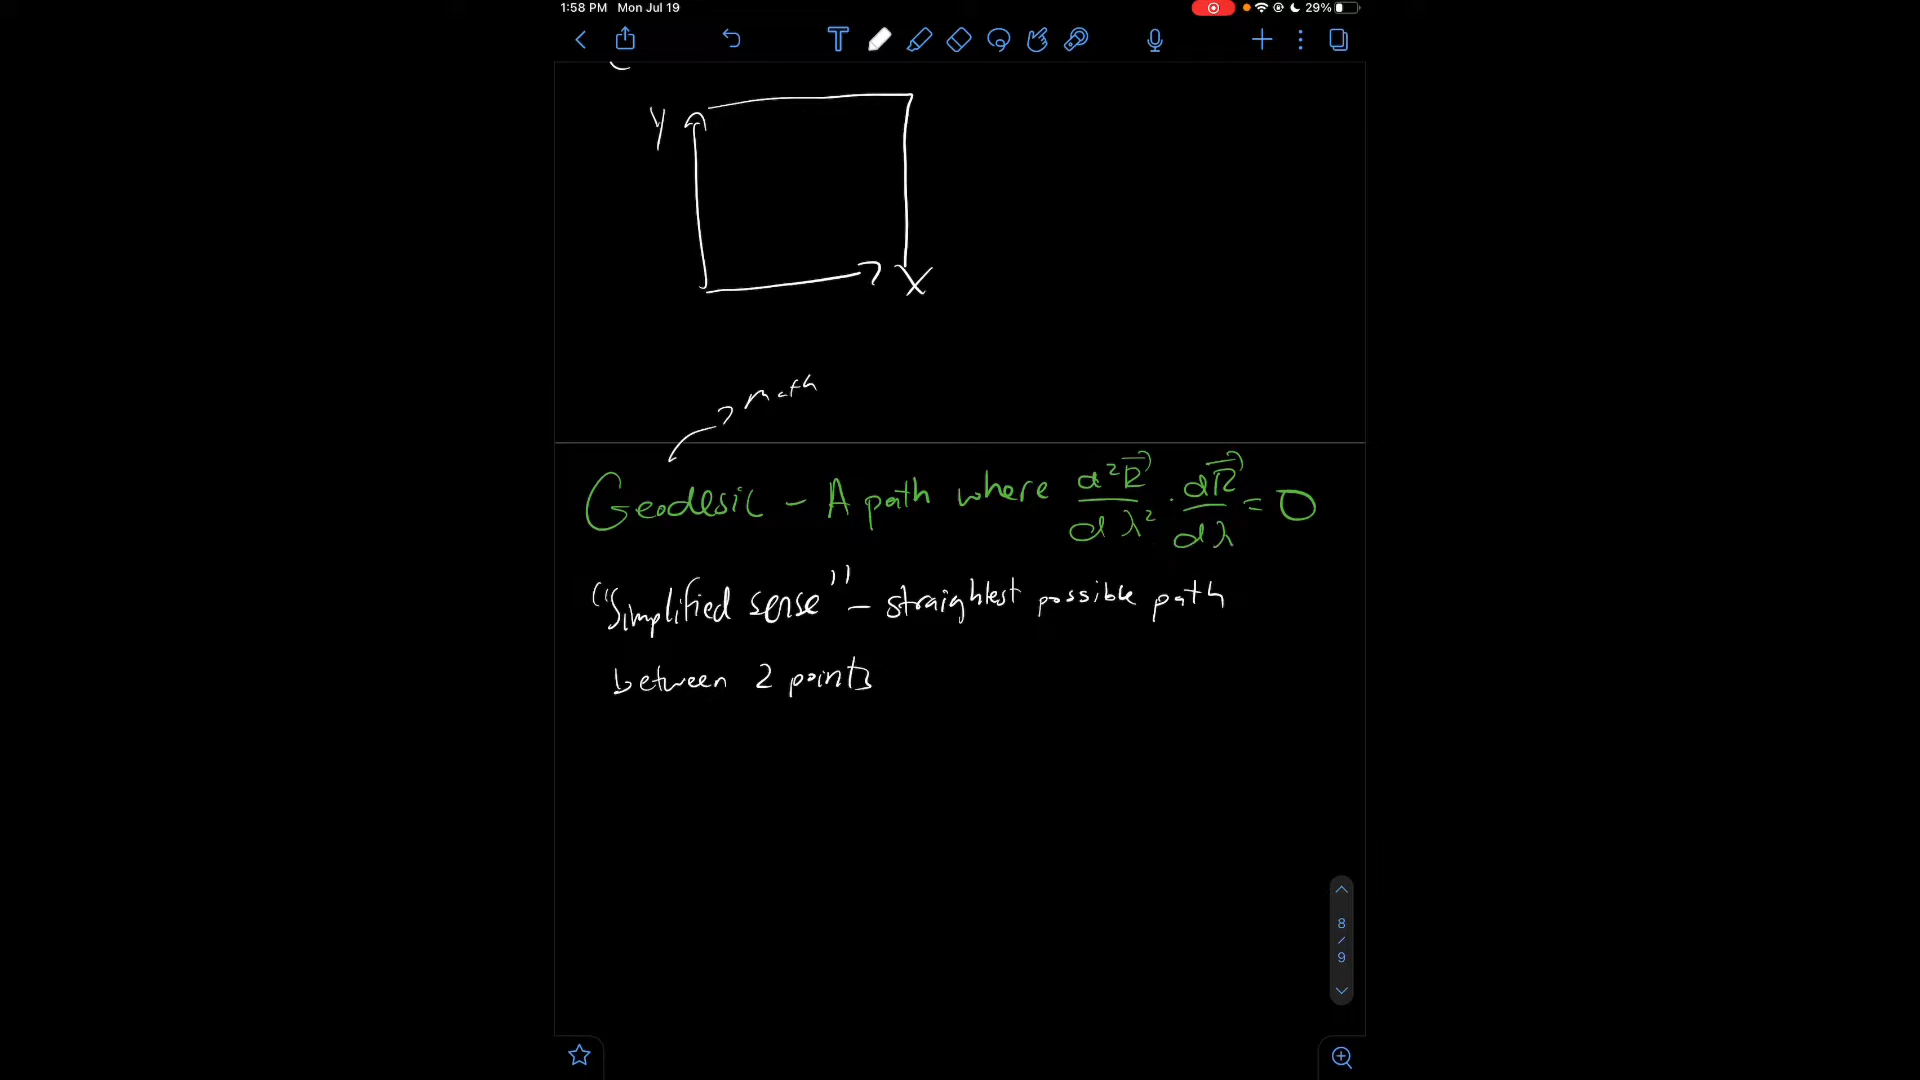 1:58 PM Mon Jul 19
29%
T
Y
X
math
Geodesic - A path where d²R⃗/dλ² · dR⃗/dλ = 0
"Simplified sense" - straightest possible path
between 2 points
8
/
9